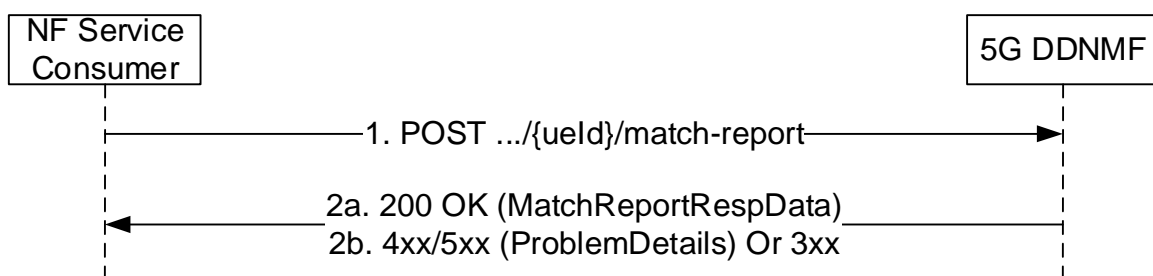 NF Service
Consumer
5G DDNMF
1. POST .../{ueId}/match-report
2a. 200 OK (MatchReportRespData)
2b. 4xx/5xx (ProblemDetails) Or 3xx